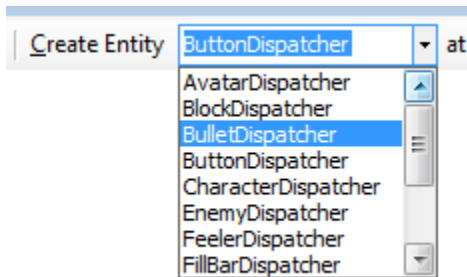 Create Entity ButtonDispatcher at
AvatarDispatcher
BlockDispatcher
BulletDispatcher
ButtonDispatcher
CharacterDispatcher
EnemyDispatcher
FeelerDispatcher
FillBarDispatcher